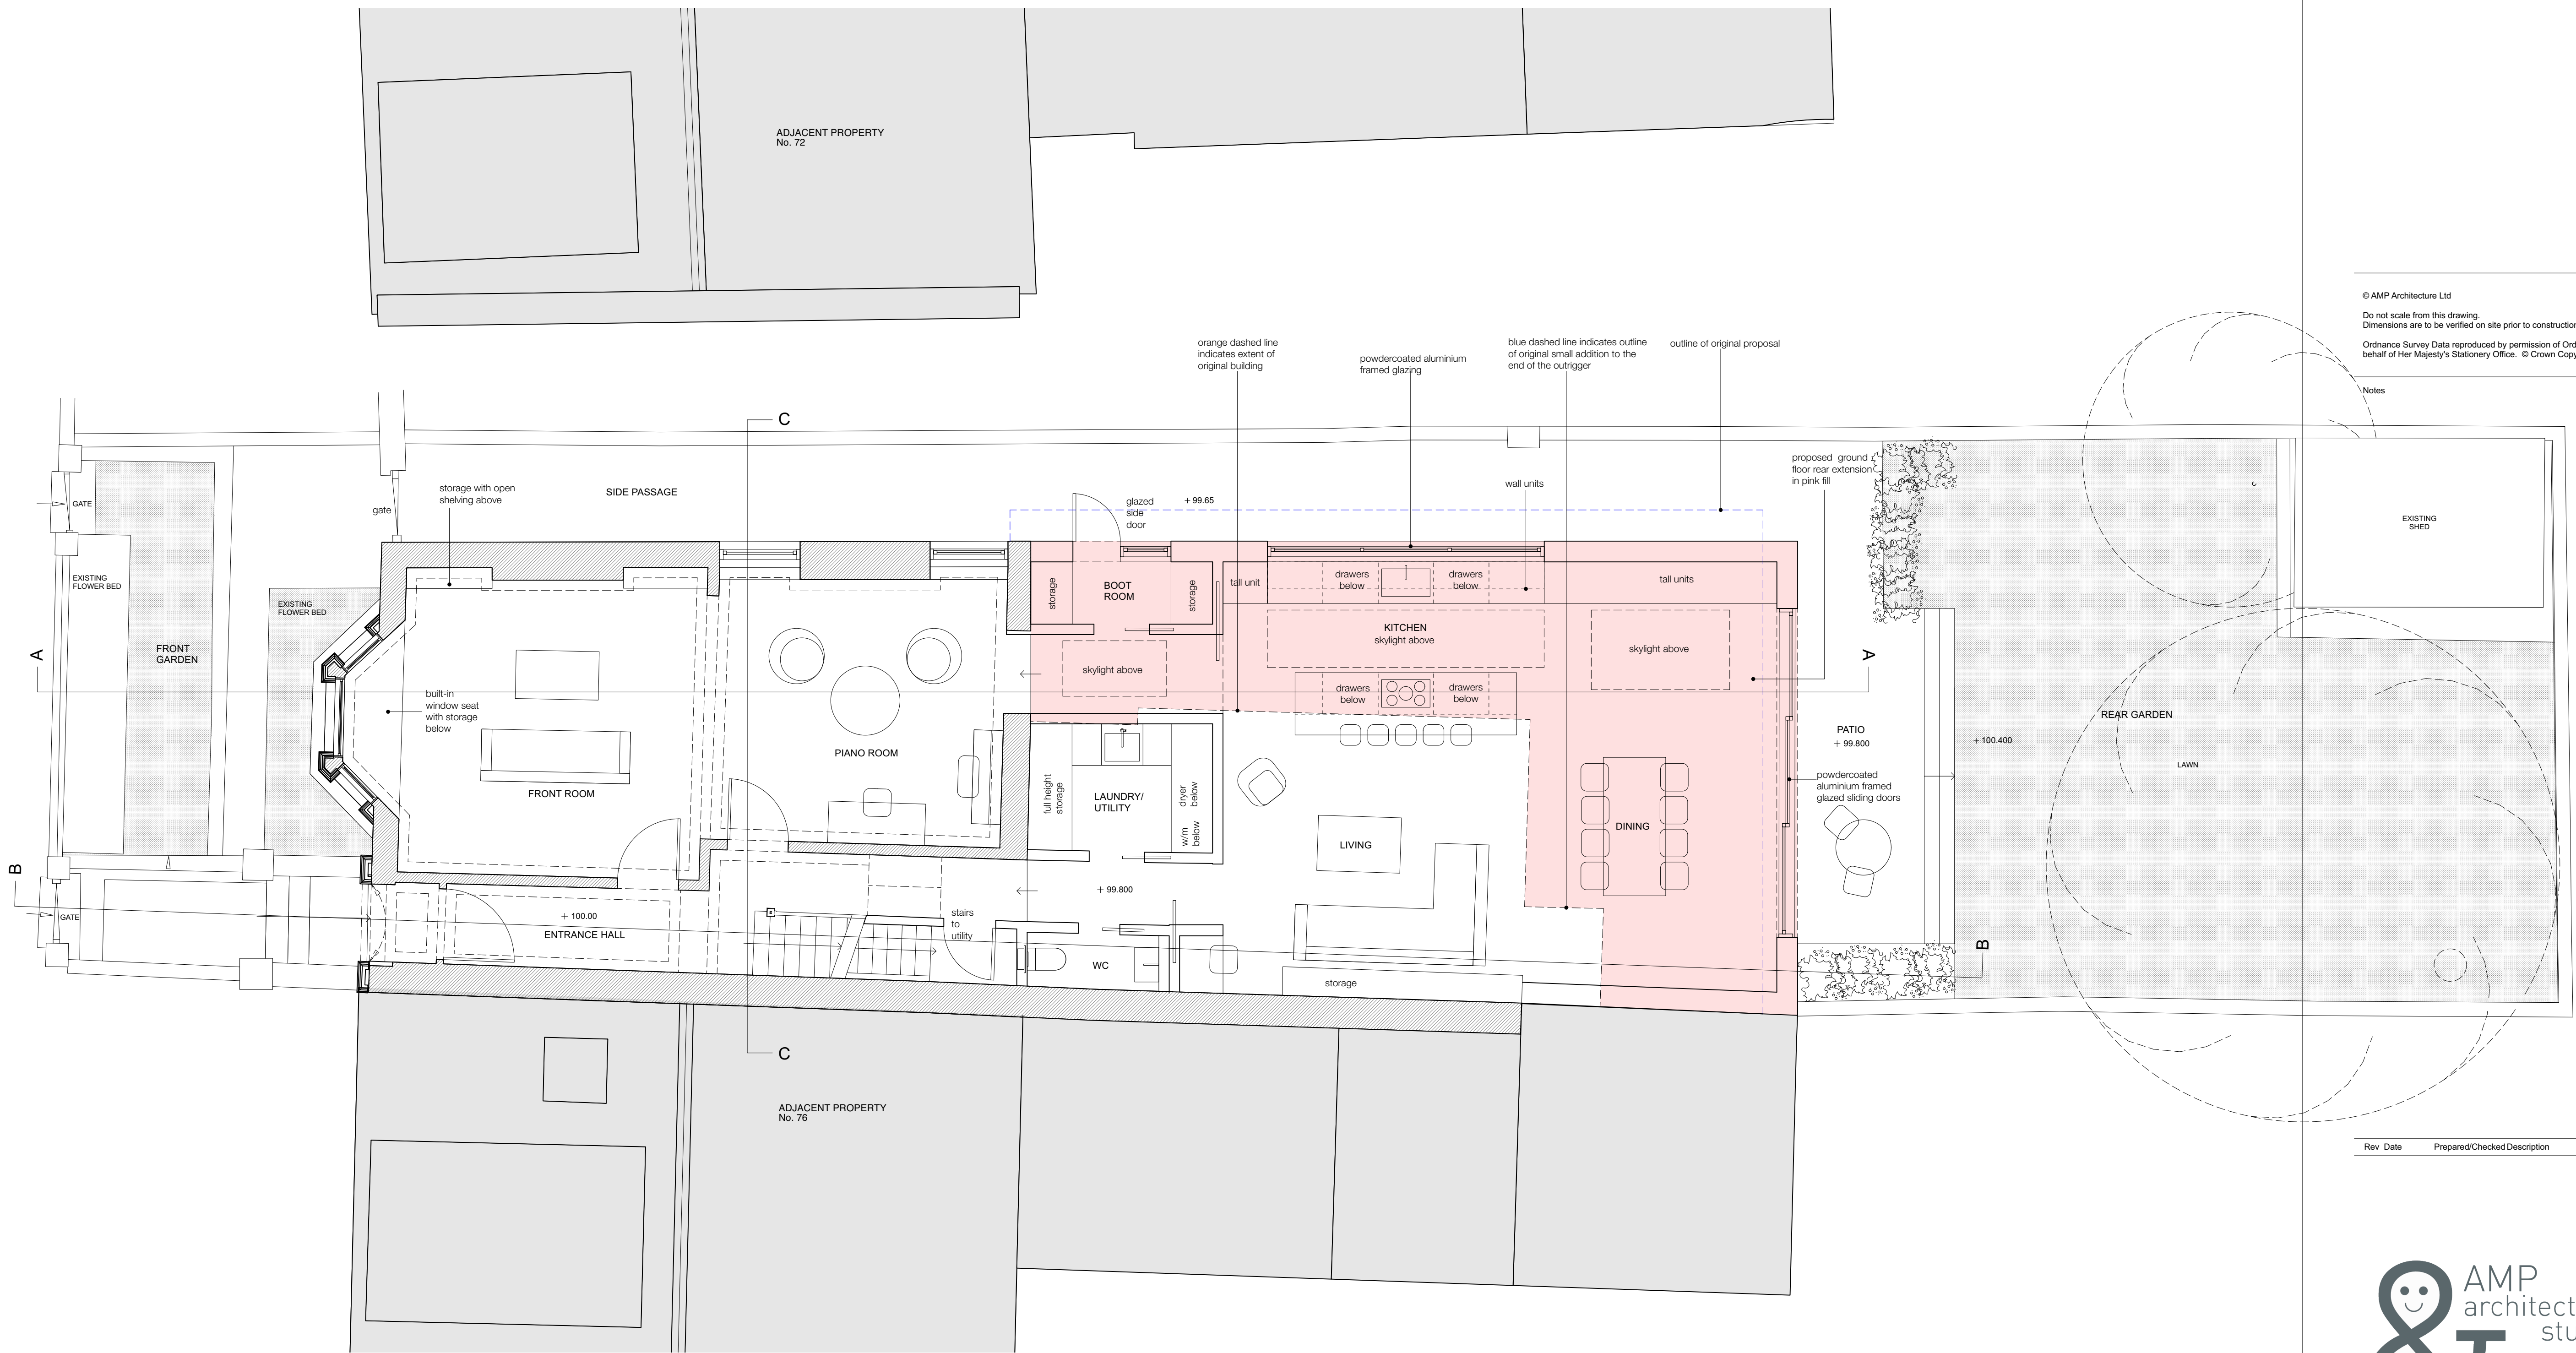 ADJACENT PROPERTY
No. 72
© AMP Architecture Ltd
Do not scale from this drawing.
Dimensions are to be verified on site prior to construction
Ordnance Survey Data reproduced by permission of Ord
behalf of Her Majesty's Stationery Office. © Crown Copy
Notes
orange dashed line
indicates extent of
original building
powdercoated aluminium
framed glazing
blue dashed line indicates outline
of original small addition to the
end of the outrigger
outline of original proposal
C
proposed ground
floor rear extension
in pink fill
wall units
storage with open
shelving above
SIDE PASSAGE
gate
GATE
glazed
side
door
+ 99.65
EXISTING
SHED
EXISTING
FLOWER BED
EXISTING
FLOWER BED
storage
BOOT
ROOM
storage
tall unit
drawers
below
drawers
below
tall units
KITCHEN
skylight above
skylight above
skylight above
FRONT
GARDEN
A
A
built-in
window seat
with storage
below
drawers
below
drawers
below
REAR GARDEN
PATIO
+ 99.800
+ 100.400
LAWN
PIANO ROOM
FRONT ROOM
full height
storage
LAUNDRY/
UTILITY
dryer
below
w/m
below
powdercoated
aluminium framed
glazed sliding doors
DINING
LIVING
B
GATE
+ 100.00
ENTRANCE HALL
+ 99.800
stairs
to
utility
WC
storage
B
C
ADJACENT PROPERTY
No. 76
Rev Date Prepared/Checked Description
AMP
architect
stu